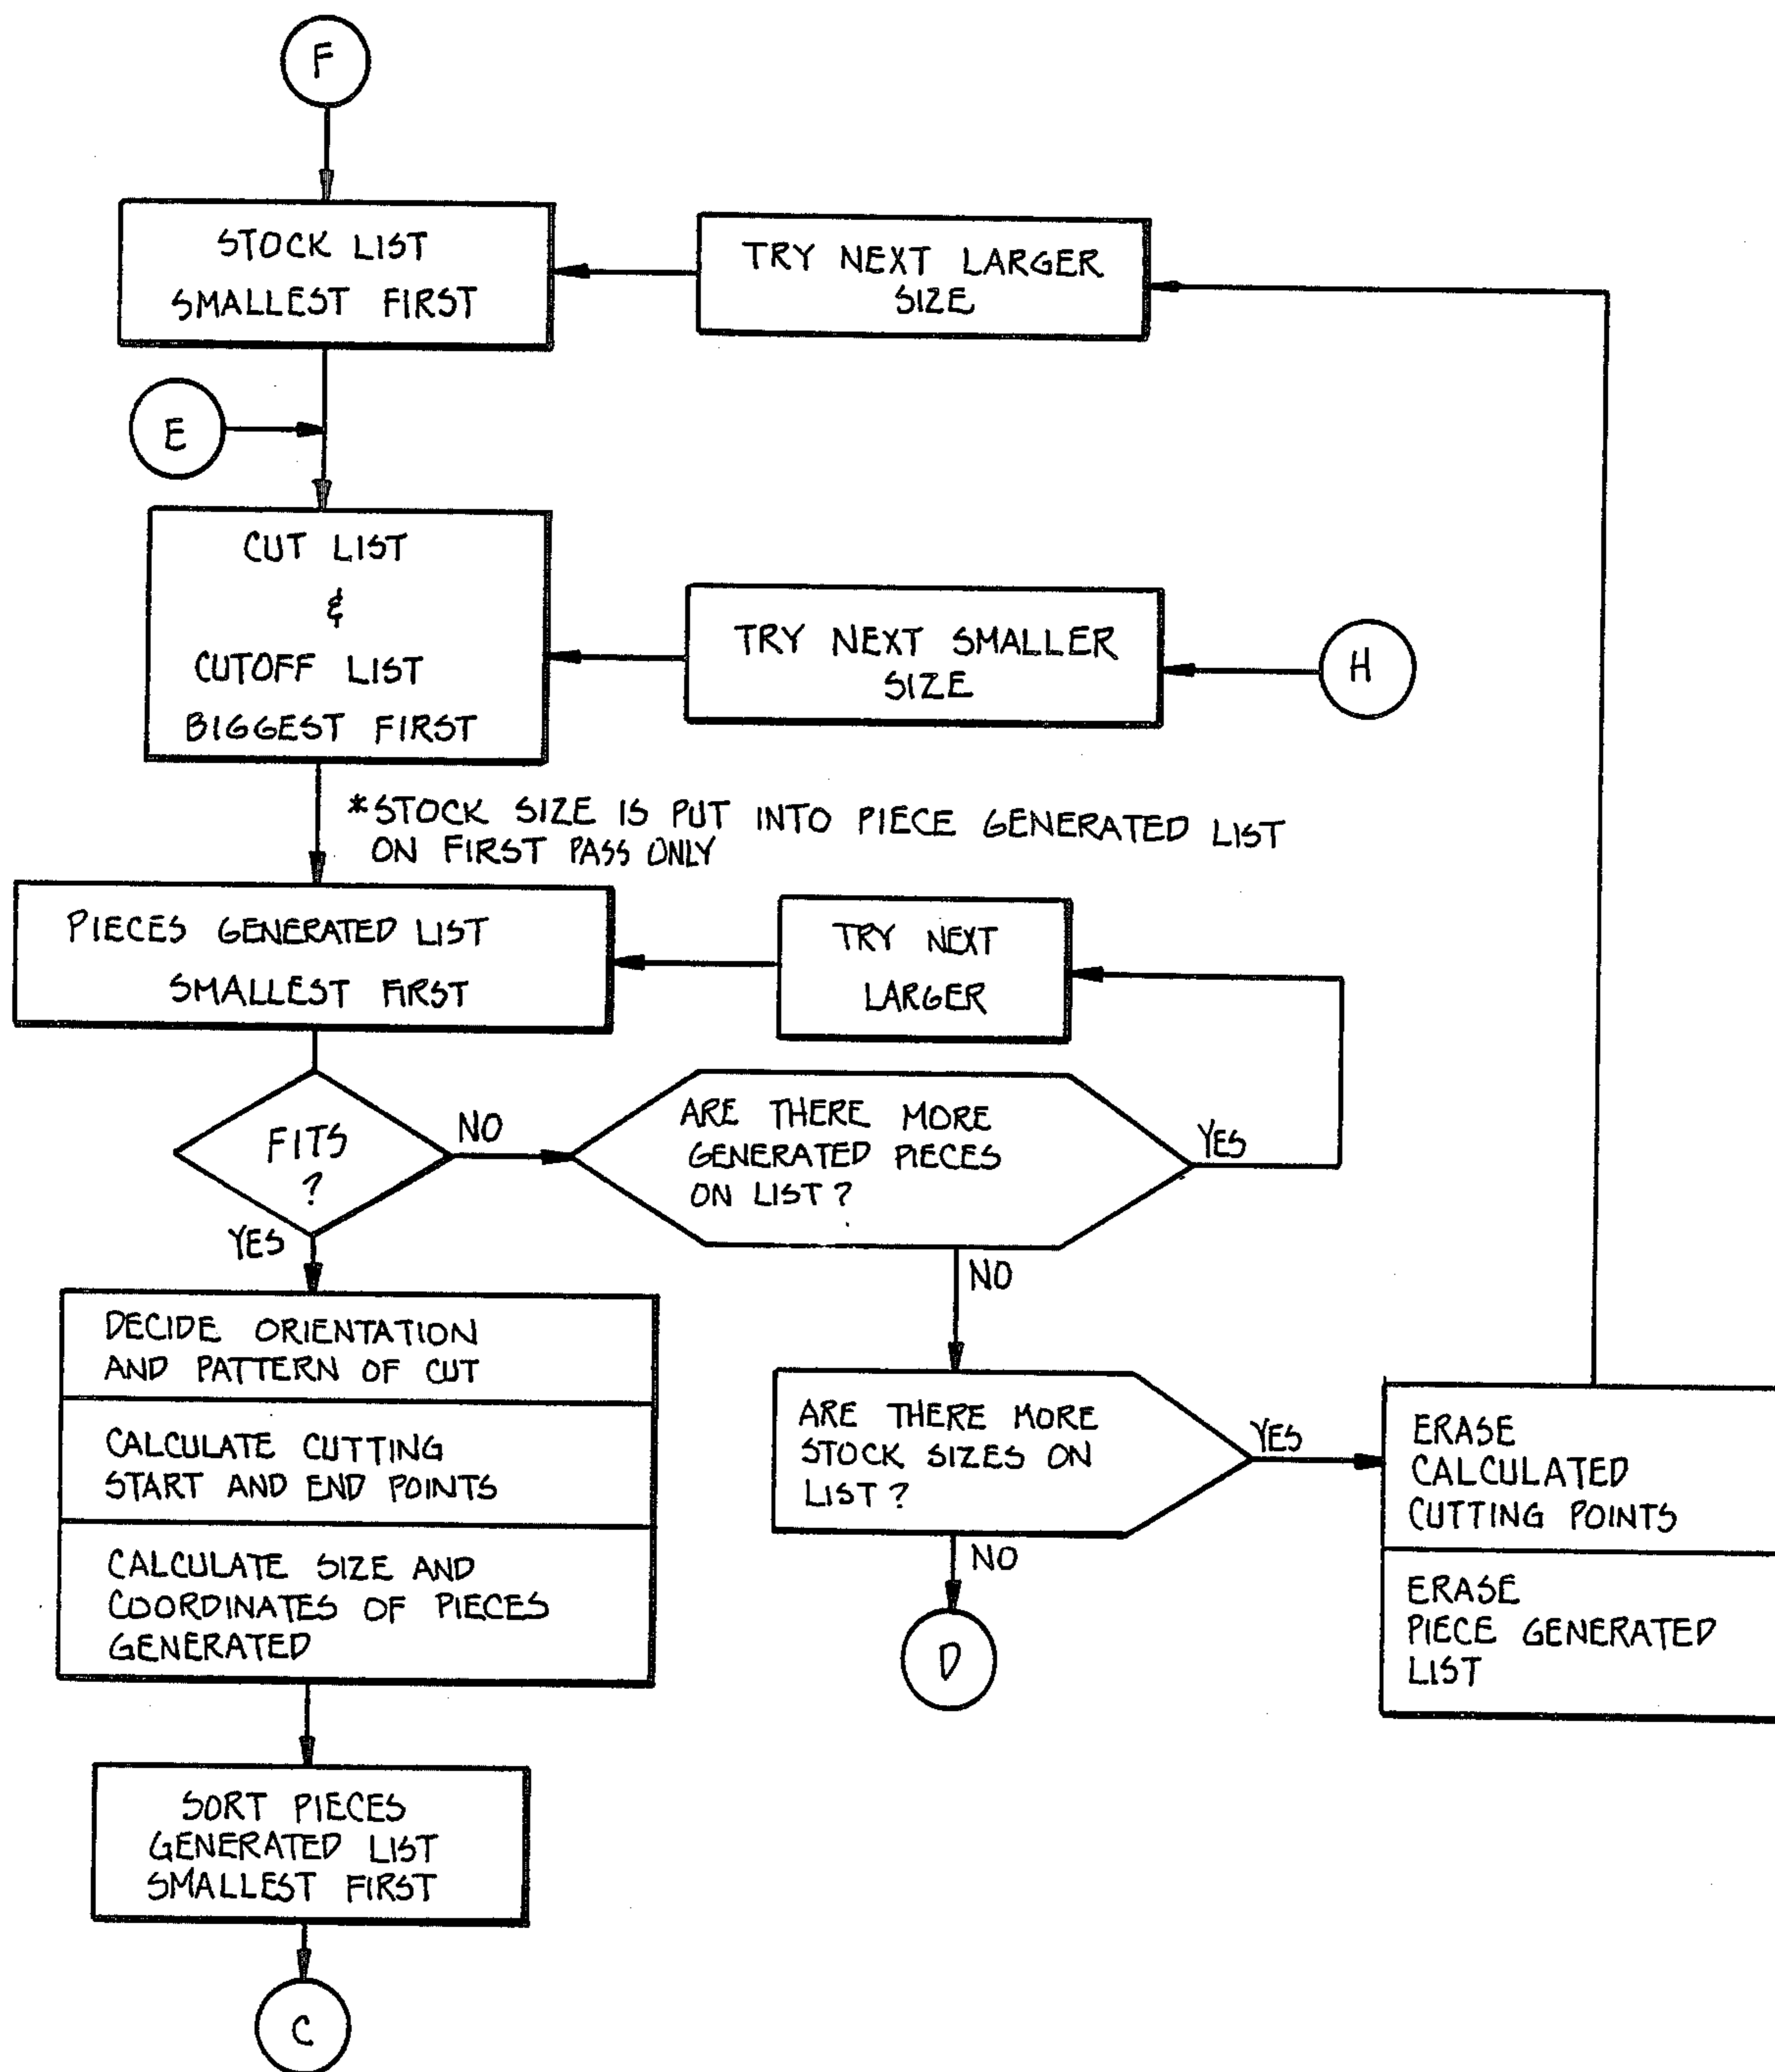 F
STOCK LIST
SMALLEST FIRST
TRY NEXT LARGER
SIZE
E
CUT LIST
&
CUTOFF LIST
BIGGEST FIRST
TRY NEXT SMALLER
SIZE
H
*STOCK SIZE IS PUT INTO PIECE GENERATED LIST
ON FIRST PASS ONLY
PIECES GENERATED LIST
SMALLEST FIRST
TRY NEXT
LARGER
FITS
?
NO
YES
ARE THERE MORE
GENERATED PIECES
ON LIST?
YES
NO
DECIDE ORIENTATION
AND PATTERN OF CUT
CALCULATE CUTTING
START AND END POINTS
CALCULATE SIZE AND
COORDINATES OF PIECES
GENERATED
ARE THERE MORE
STOCK SIZES ON
LIST?
YES
NO
D
ERASE
CALCULATED
CUTTING POINTS
ERASE
PIECE GENERATED
LIST
SORT PIECES
GENERATED LIST
SMALLEST FIRST
C